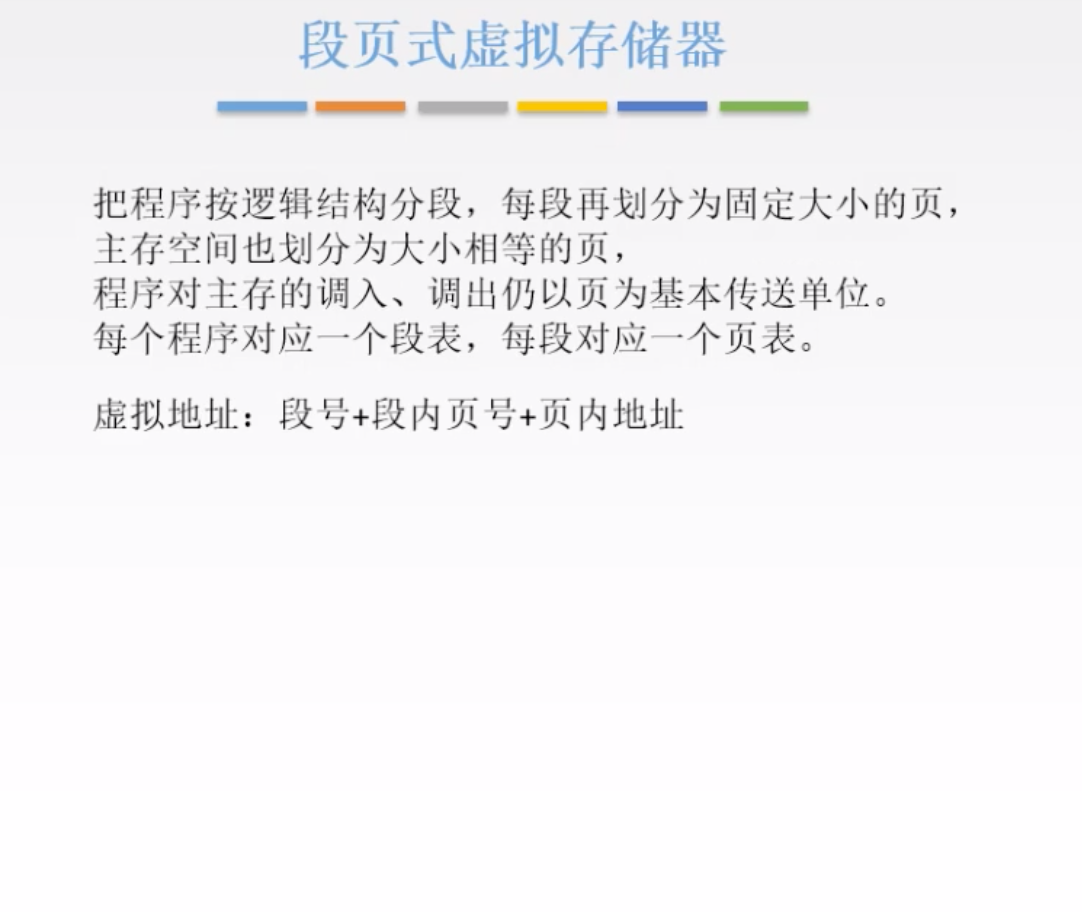 段页式虚拟存储器
把程序按逻辑结构分段，每段再划分为固定大小的页，
主存空间也划分为大小相等的页，
程序对主存的调入、调出仍以页为基本传送单位。
每个程序对应一个段表，每段对应一个页表。
虚拟地址：段号+段内页号+页内地址